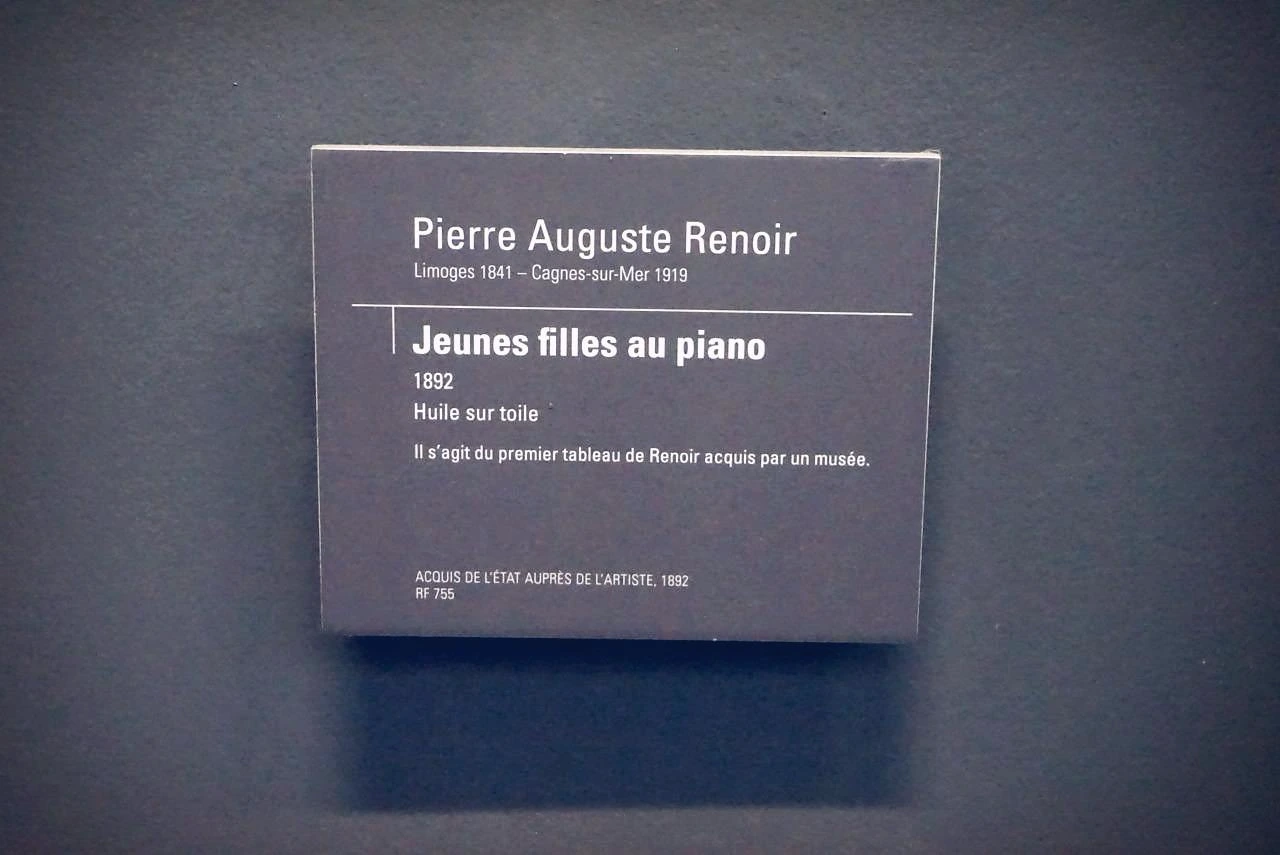 Pierre Auguste Renoir
Limoges 1841 – Cagnes-sur-Mer 1919
Jeunes filles au piano
1892
Huile sur toile
Il s’agit du premier tableau de Renoir acquis par un musée.
ACQUIS DE L’ÉTAT AUPRÈS DE L’ARTISTE, 1892
RF 755